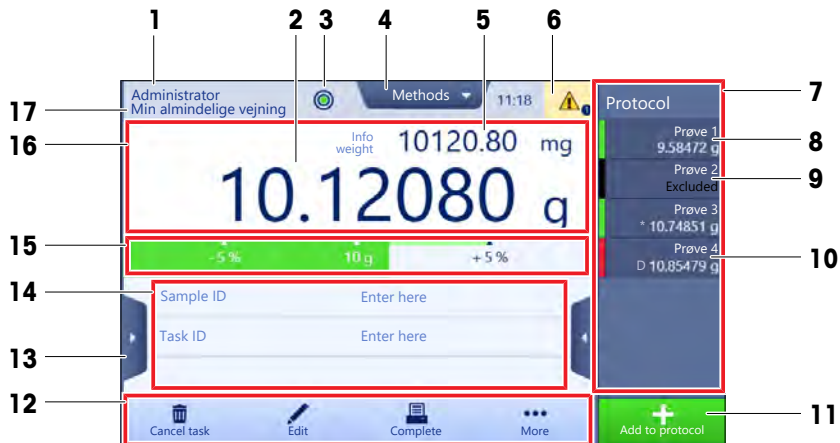 1
2
3
4
5
6
7
Administrator
Min almindelige vejning
Methods
11:18
Protocol
17
16
Info
weight
10120.80 mg
10.12080 g
Prøve 1
9.58472 g
8
Prøve 2
Excluded
9
Prøve 3
* 10.74851 g
Prøve 4
D 10.85479 g
10
15
-5 %
10 g
+5 %
14
Sample ID
Enter here
Task ID
Enter here
13
12
Cancel task
Edit
Complete
More
Add to protocol
11